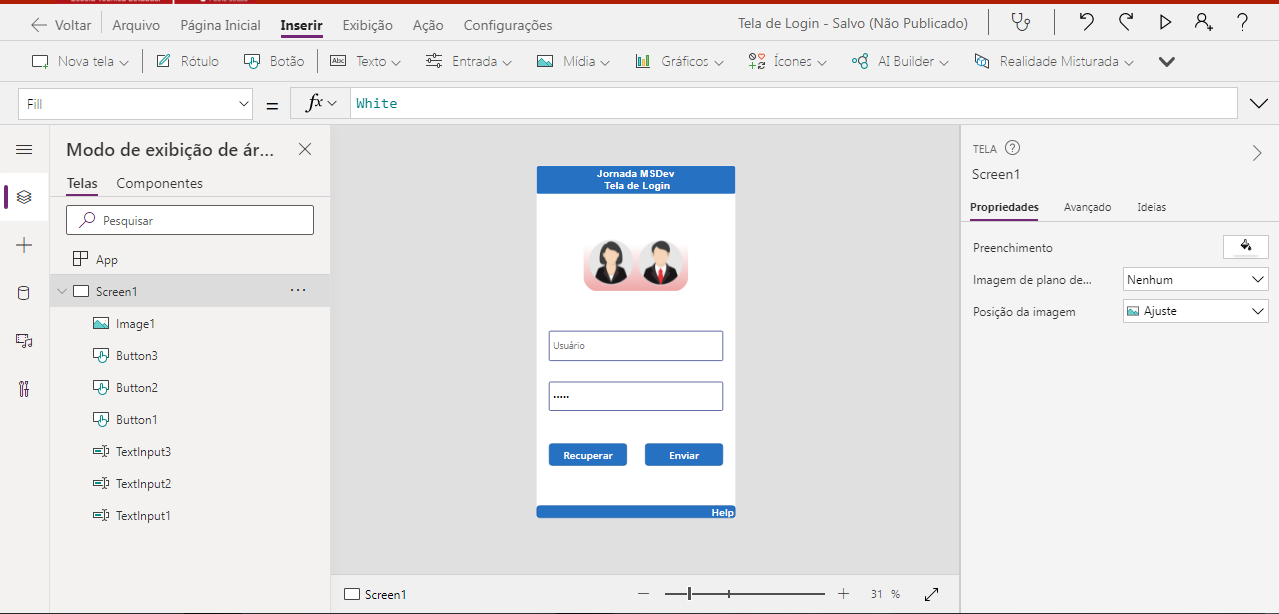 Voltar
Arquivo
Página Inicial
Inserir
Exibição
Ação
Configurações
Tela de Login - Salvo (Não Publicado)
Nova tela
Rótulo
Botão
Abc
Texto
Entrada
Mídia
Gráficos
Ícones
AI Builder
Realidade Misturada
Fill
=
fx
White
Modo de exibição de ár...
Telas
Componentes
Pesquisar
App
Screen1
Image1
Button3
Button2
Button1
TextInput3
TextInput2
TextInput1
Jornada MSDev
Tela de Login
Usuário
Recuperar
Enviar
Help
Screen1
31 %
TELA
Screen1
Propriedades
Avançado
Ideias
Preenchimento
Imagem de plano de...
Nenhum
Posição da imagem
Ajuste